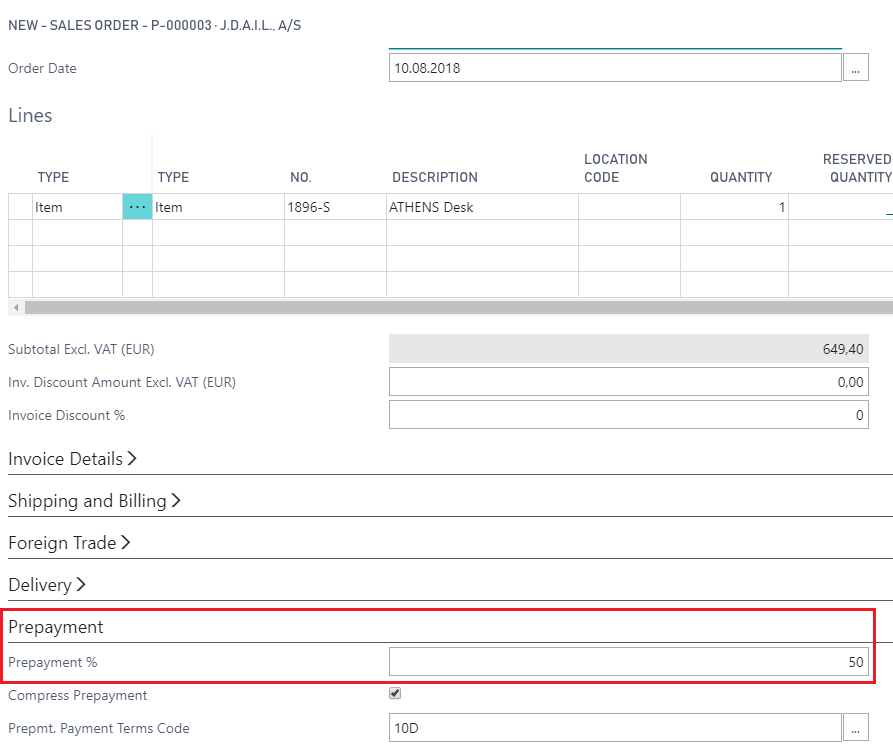 NEW - SALES ORDER - P-000003 · J.D.A.I.L., A/S
Order Date 10.08.2018 ...
Lines
TYPE TYPE NO. DESCRIPTION LOCATION CODE QUANTITY RESERVED QUANTITY
Item ... Item 1896-S ATHENS Desk 1
Subtotal Excl. VAT (EUR) 649,40
Inv. Discount Amount Excl. VAT (EUR) 0,00
Invoice Discount % 0
Invoice Details
Shipping and Billing
Foreign Trade
Delivery
Prepayment
Prepayment % 50
Compress Prepayment
Prepmt. Payment Terms Code 10D ...